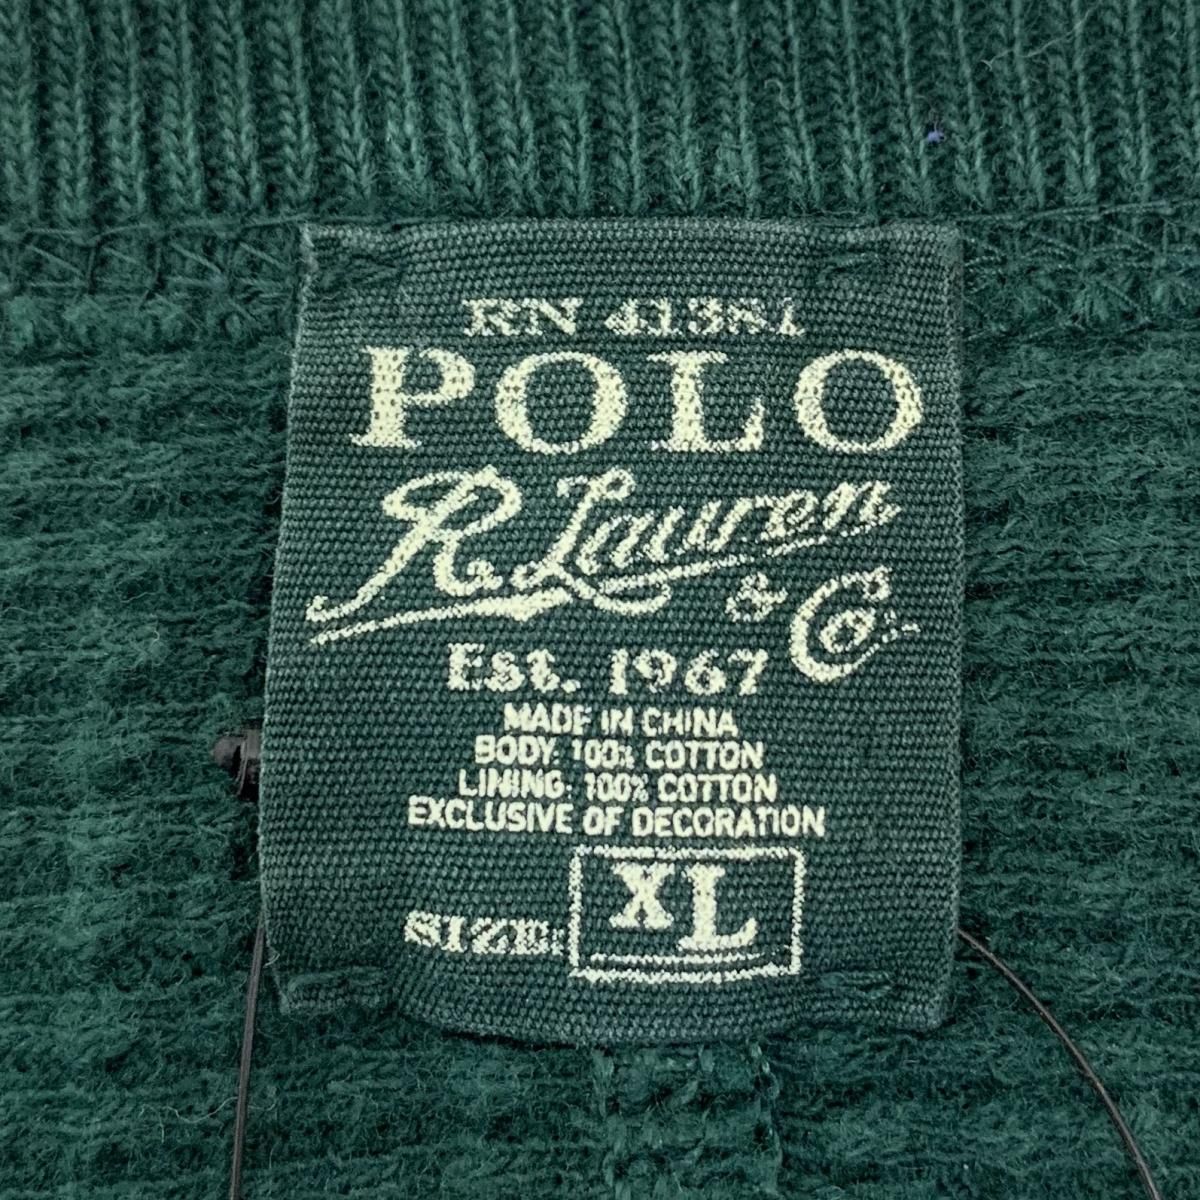 RN 41381
POLO
R. Lauren
& Co.
Est. 1967
MADE IN CHINA
BODY: 100% COTTON
LINING: 100% COTTON
EXCLUSIVE OF DECORATION
SIZE: XL